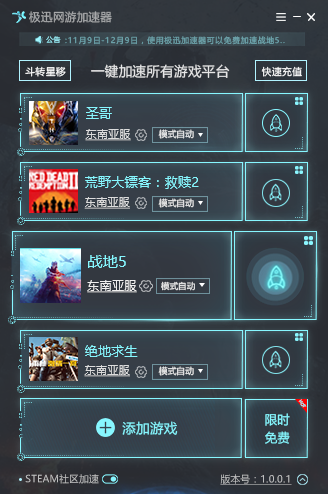 极迅网游加速器
公告 :11月9日-12月9日，使用极迅加速器可以免费加速战地5...
斗转星移
一键加速所有游戏平台
快速充值
圣哥
东南亚服
模式自动
RED DEAD
REDEMPTION II
荒野大镖客：救赎2
东南亚服
模式自动
战地5
东南亚服
模式自动
绝地求生
东南亚服
模式自动
添加游戏
限时
免费
STEAM社区加速
版本号：1.0.0.1